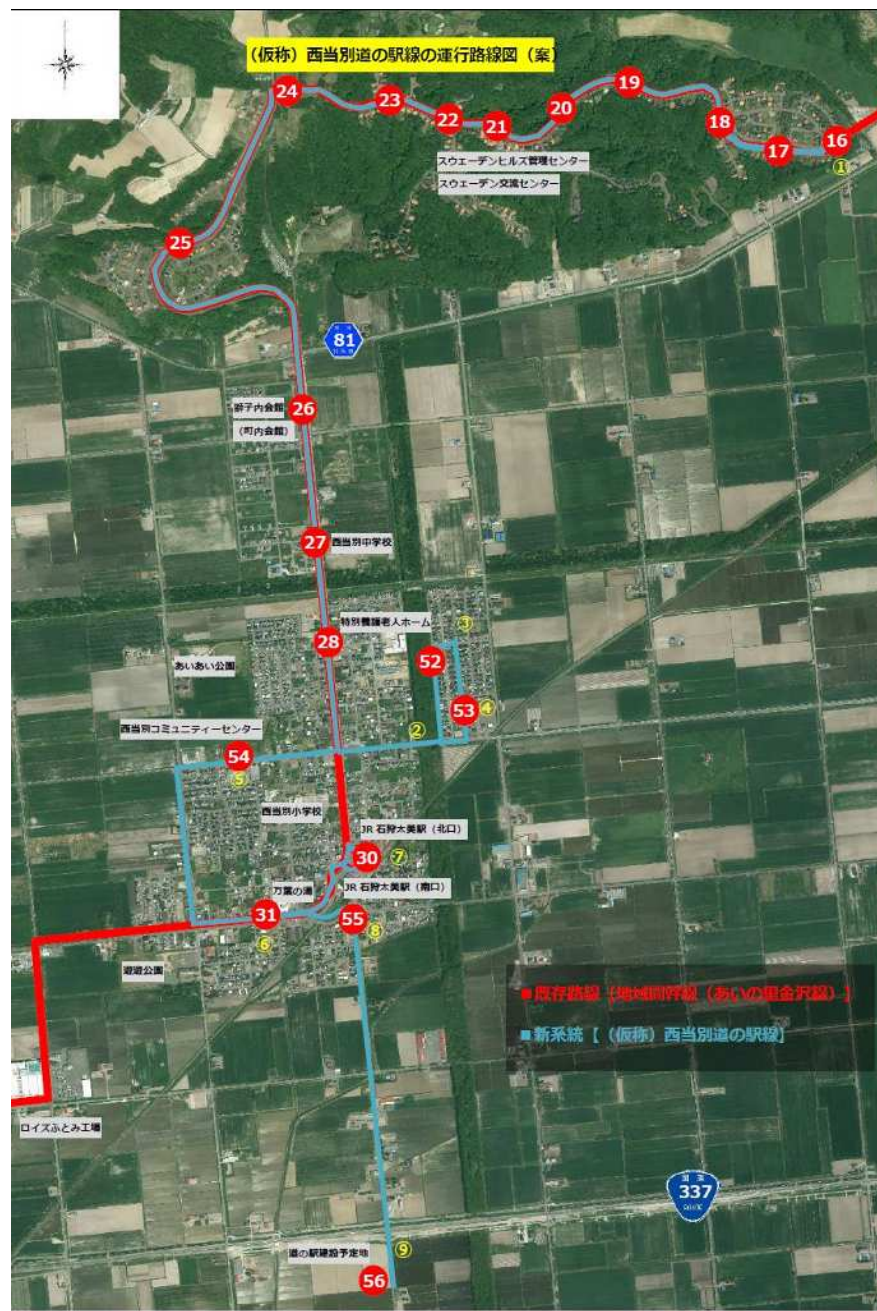 （仮称）西当別道の駅線の運行路線図（案）
24
23
22
21
20
19
18
17
16
①
スウェーデンヒルズ管理センター
スウェーデン交流センター
25
81
獅子内会館
（町内会館）
26
27
西当別中学校
特別養護老人ホーム
③
28
52
あいあい公園
53
④
西当別コミュニティーセンター
②
54
⑤
西当別小学校
JR 石狩太美駅（北口）
30
⑦
万葉の湯
JR 石狩太美駅（南口）
31
55
⑥
⑧
遊遊公園
■既存路線【地域間幹線（あいの里金沢線）】
■新系統【（仮称）西当別道の駅線】
ロイズふとみ工場
国道
337
ROUTE
道の駅建設予定地
⑨
56